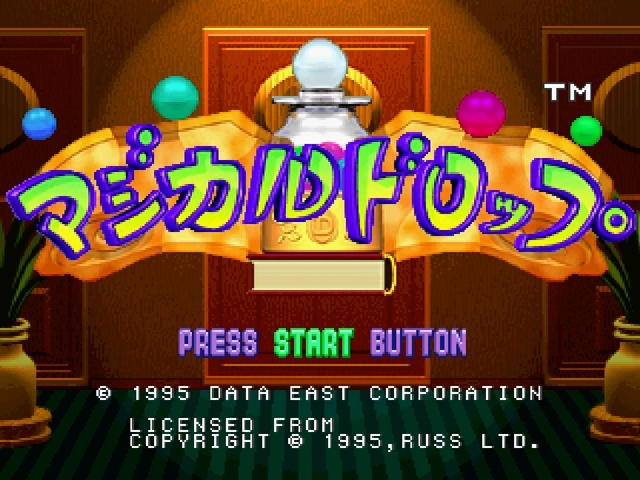 TM
マジカルドロップ
PRESS START BUTTON
© 1995 DATA EAST CORPORATION
LICENSED FROM
COPYRIGHT © 1995,RUSS LTD.